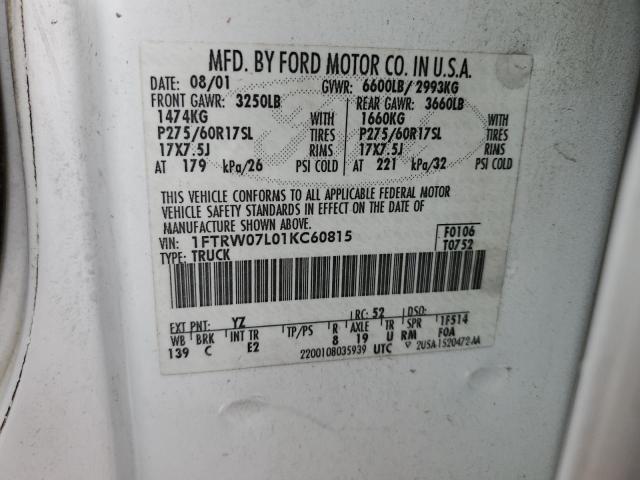 MFD. BY FORD MOTOR CO. IN U.S.A.
DATE: 08/01 GVWR: 6600LB/ 2993KG
FRONT GAWR: 3250LB REAR GAWR: 3660LB
1474KG WITH 1660KG WITH
P275/60R17SL TIRES P275/60R17SL TIRES
17X7.5J RIMS 17X7.5J RIMS
AT 179 kPa/26 PSI COLD AT 221 kPa/32 PSI COLD
THIS VEHICLE CONFORMS TO ALL APPLICABLE FEDERAL MOTOR
VEHICLE SAFETY STANDARDS IN EFFECT ON THE DATE OF
MANUFACTURE SHOWN ABOVE.
VIN: 1FTRW07L01KC60815 F0106
TYPE: TRUCK T0752
EXT PNT: YZ RC: 52 DSO:
WB BRK INT TR TP/PS R AXLE TR SPR 1F514
139 C E2 8 19 U RM F0A
2200108035939 UTC 2USA-1520472-AA